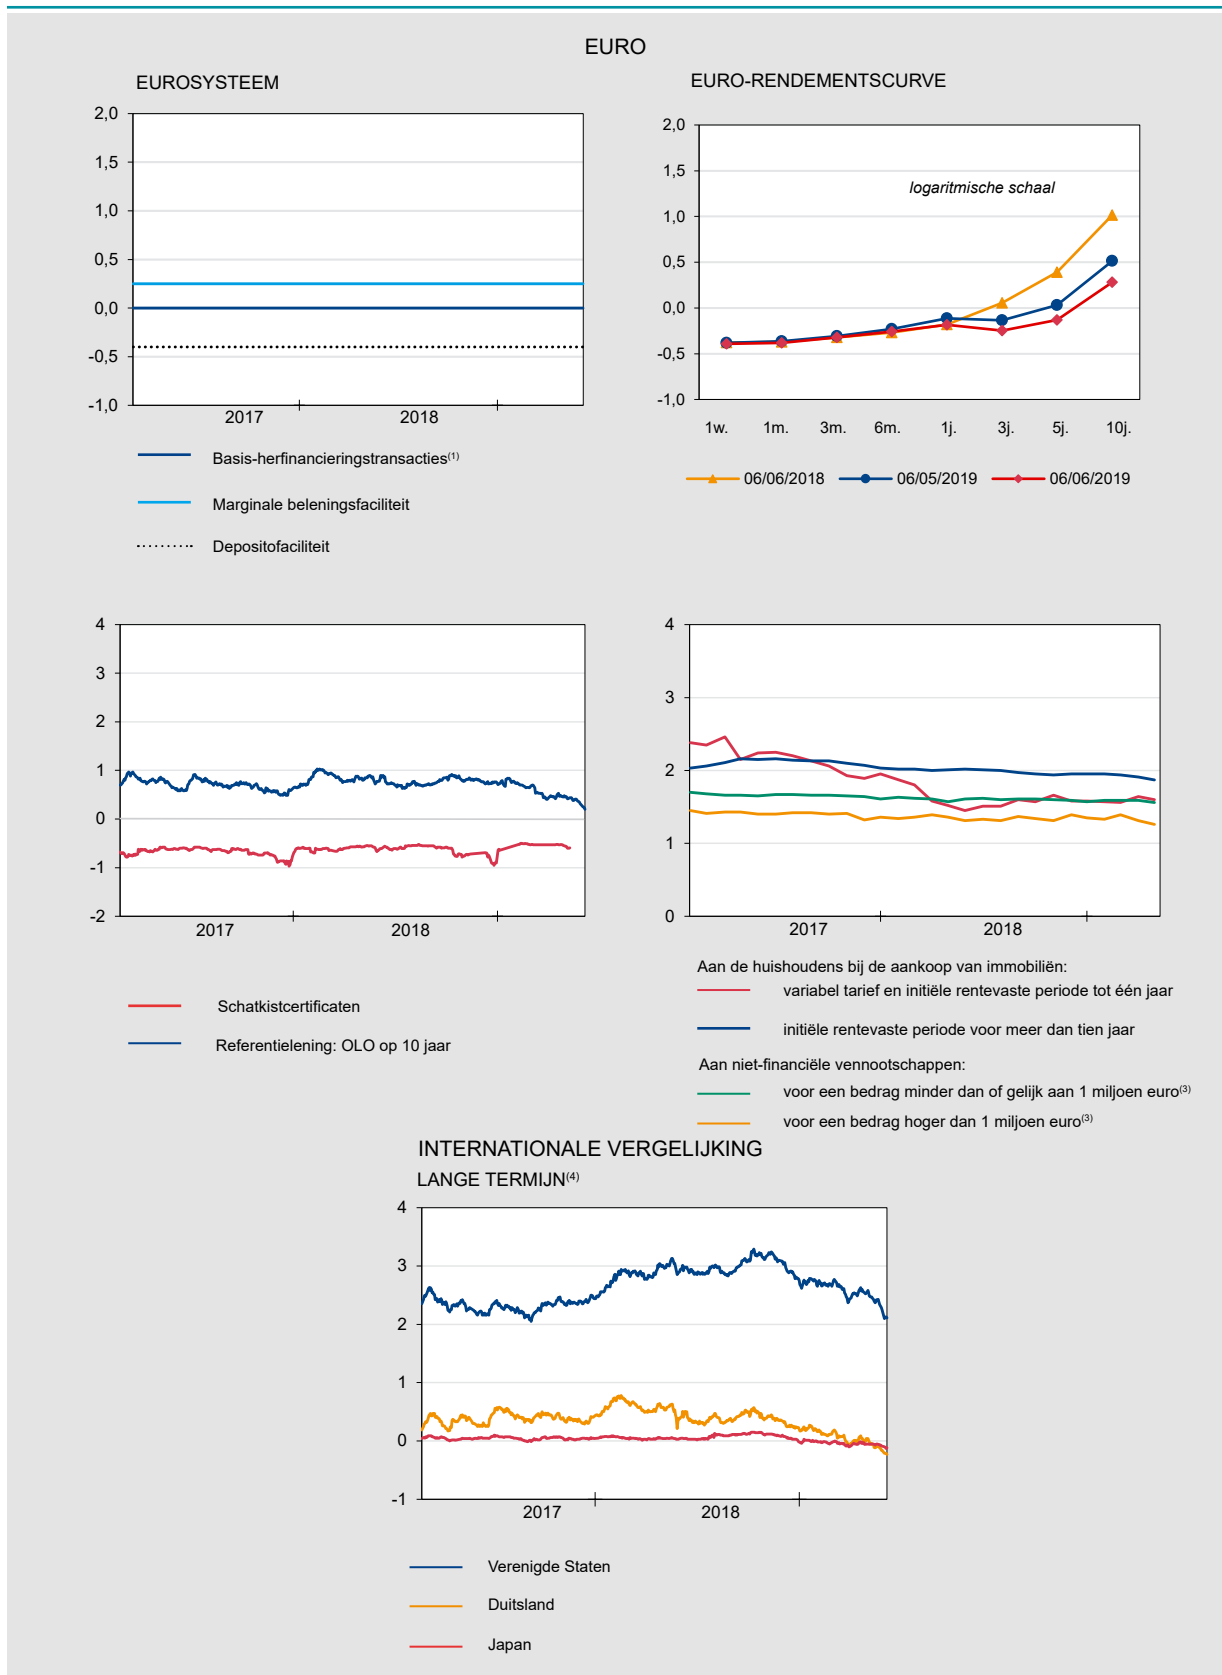 EURO
EUROSYSTEEM
2,0
1,5
1,0
0,5
0,0
-0,5
-1,0
2017 2018
Basis-herfinancieringstransacties(1)
Marginale beleningsfaciliteit
Depositofaciliteit
EURO-RENDEMENTSCURVE
2,0
1,5
1,0
0,5
0,0
-0,5
-1,0
logaritmische schaal
1w. 1m. 3m. 6m. 1j. 3j. 5j. 10j.
06/06/2018 06/05/2019 06/06/2019
4
3
2
1
0
-1
-2
2017 2018
Schatkistcertificaten
Referentielening: OLO op 10 jaar
4
3
2
1
0
2017 2018
Aan de huishoudens bij de aankoop van immobiliën:
variabel tarief en initiële rentevaste periode tot één jaar
initiële rentevaste periode voor meer dan tien jaar
Aan niet-financiële vennootschappen:
voor een bedrag minder dan of gelijk aan 1 miljoen euro(3)
voor een bedrag hoger dan 1 miljoen euro(3)
INTERNATIONALE VERGELIJKING
LANGE TERMIJN(4)
4
3
2
1
0
-1
2017 2018
Verenigde Staten
Duitsland
Japan